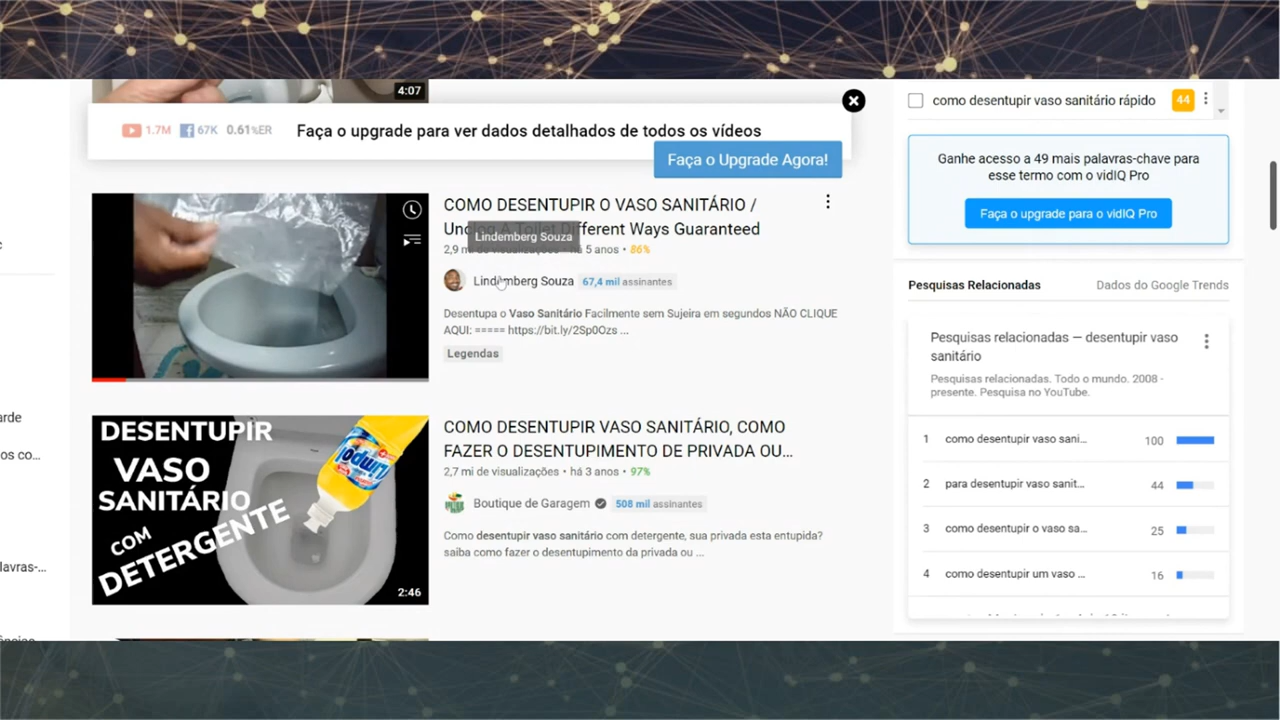 4:07
1.7M 67K 0.61%ER Faça o upgrade para ver dados detalhados de todos os vídeos
Faça o Upgrade Agora!
COMO DESENTUPIR O VASO SANITÁRIO /
Unclog A Toilet Different Ways Guaranteed
Lindemberg Souza
há 5 anos • 86%
Lindemberg Souza 67,4 mil assinantes
Desentupa o Vaso Sanitário Facilmente sem Sujeira em segundos NÃO CLIQUE
AQUI: ===== https://bit.ly/2Sp0Ozs ...
Legendas
DESENTUPIR
VASO
SANITÁRIO
COM
DETERGENTE
2:46
COMO DESENTUPIR VASO SANITÁRIO, COMO
FAZER O DESENTUPIMENTO DE PRIVADA OU...
2,7 mi de visualizações • há 3 anos • 97%
Boutique de Garagem 508 mil assinantes
Como desentupir vaso sanitário com detergente, sua privada esta entupida?
saiba como fazer o desentupimento da privada ou ...
como desentupir vaso sanitário rápido 44
Ganhe acesso a 49 mais palavras-chave para
esse termo com o vidIQ Pro
Faça o upgrade para o vidIQ Pro
Pesquisas Relacionadas Dados do Google Trends
Pesquisas relacionadas — desentupir vaso
sanitário
Pesquisas relacionadas. Todo o mundo. 2008 -
presente. Pesquisa no YouTube.
1 como desentupir vaso sani... 100
2 para desentupir vaso sanit... 44
3 como desentupir o vaso sa... 25
4 como desentupir um vaso ... 16